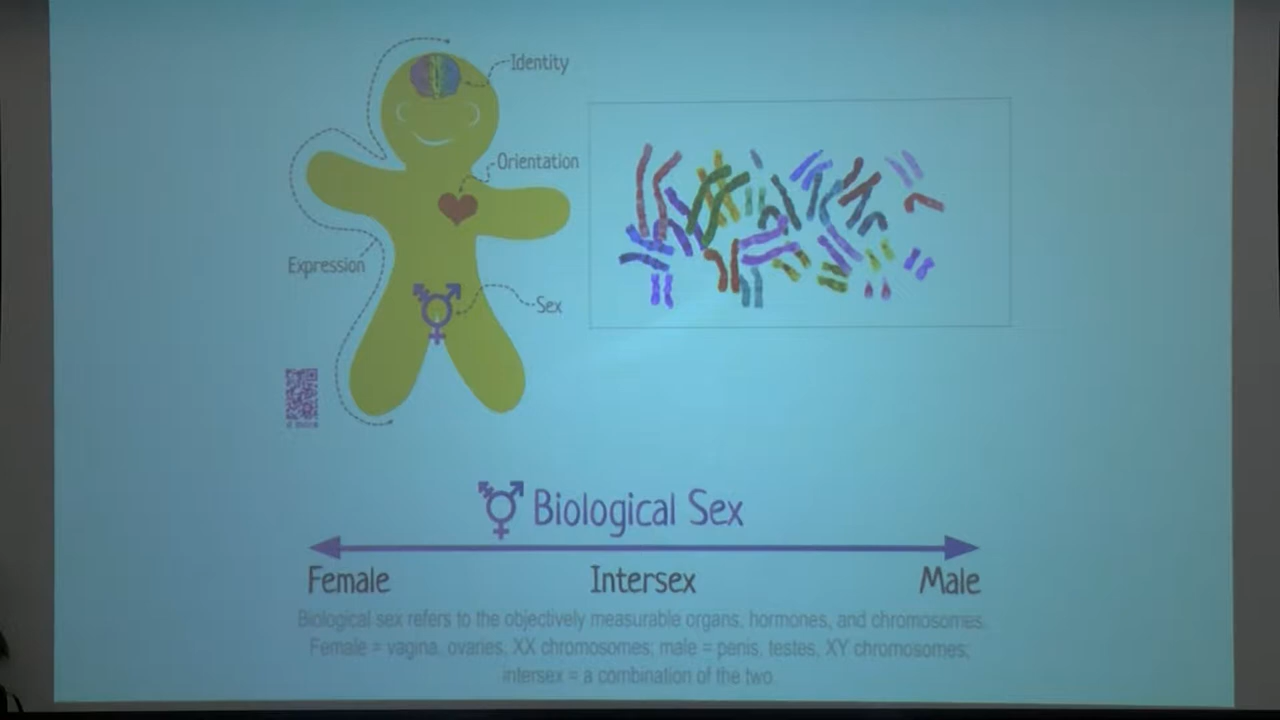 Identity
Orientation
Expression
Sex
Biological Sex
Female Intersex Male
Biological sex refers to the objectively measurable organs, hormones, and chromosomes.
Female = vagina, ovaries, XX chromosomes; male = penis, testes, XY chromosomes;
intersex = a combination of the two